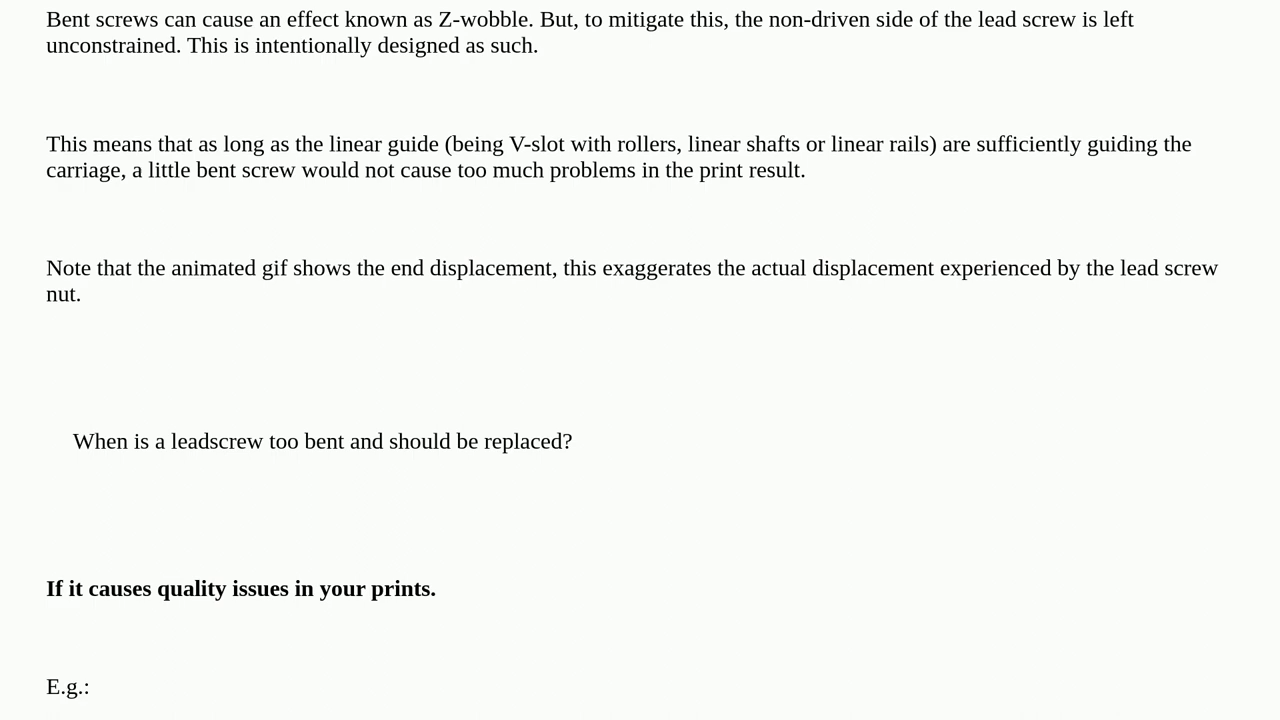 Bent screws can cause an effect known as Z-wobble. But, to mitigate this, the non-driven side of the lead screw is left
unconstrained. This is intentionally designed as such.
This means that as long as the linear guide (being V-slot with rollers, linear shafts or linear rails) are sufficiently guiding the
carriage, a little bent screw would not cause too much problems in the print result.
Note that the animated gif shows the end displacement, this exaggerates the actual displacement experienced by the lead screw
nut.
When is a leadscrew too bent and should be replaced?
If it causes quality issues in your prints.
E.g.: